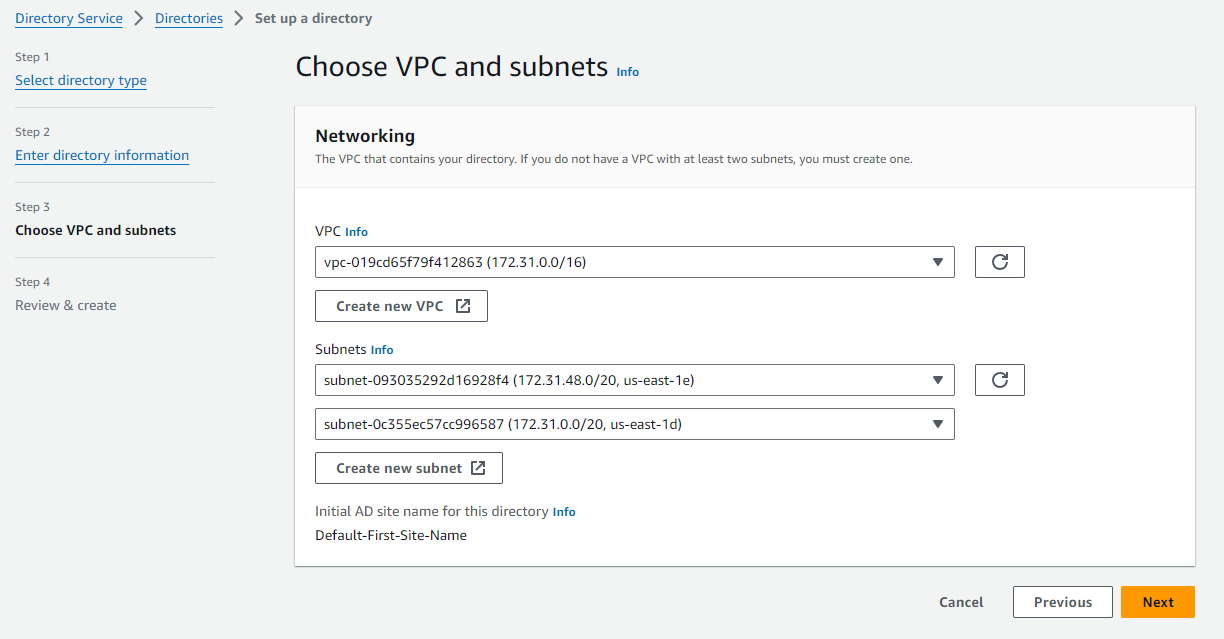 Directory Service > Directories > Set up a directory
Step 1
Select directory type
Step 2
Enter directory information
Step 3
Choose VPC and subnets
Step 4
Review & create
Choose VPC and subnets Info
Networking
The VPC that contains your directory. If you do not have a VPC with at least two subnets, you must create one.
VPC Info
vpc-019cd65f79f412863 (172.31.0.0/16)
Create new VPC
Subnets Info
subnet-093035292d16928f4 (172.31.48.0/20, us-east-1e)
subnet-0c355ec57cc996587 (172.31.0.0/20, us-east-1d)
Create new subnet
Initial AD site name for this directory Info
Default-First-Site-Name
Cancel
Previous
Next